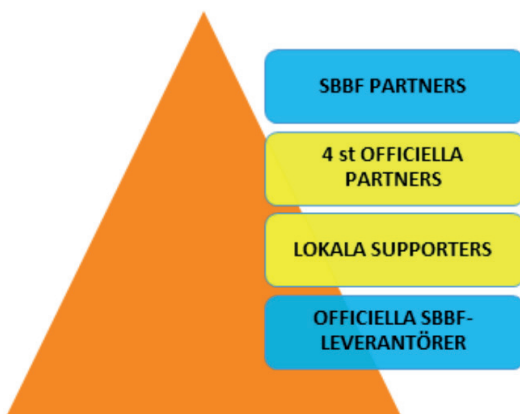 SBBF PARTNERS
4 st OFFICIELLA
PARTNERS
LOKALA SUPPORTERS
OFFICIELLA SBBF-
LEVERANTÖRER